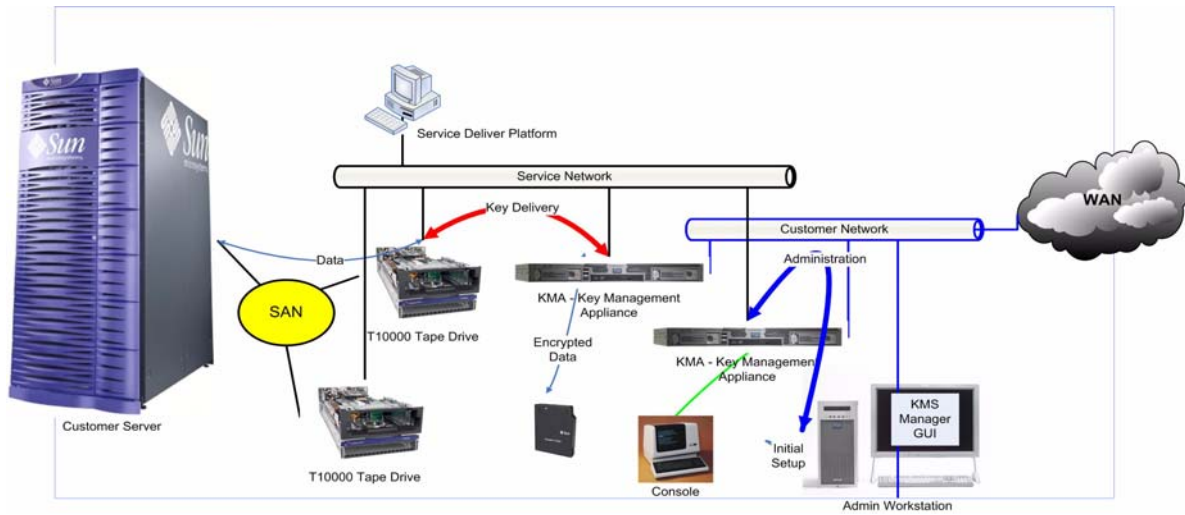 Service Deliver Platform
Service Network
Key Delivery
WAN
Customer Network
Administration
Data
Sun
microsystems
Sun
SAN
KMA - Key Management
Appliance
T10000 Tape Drive
Encrypted
Data
KMA - Key Management
Appliance
KMS
Manager
GUI
Customer Server
T10000 Tape Drive
Console
Initial
Setup
Admin Workstation